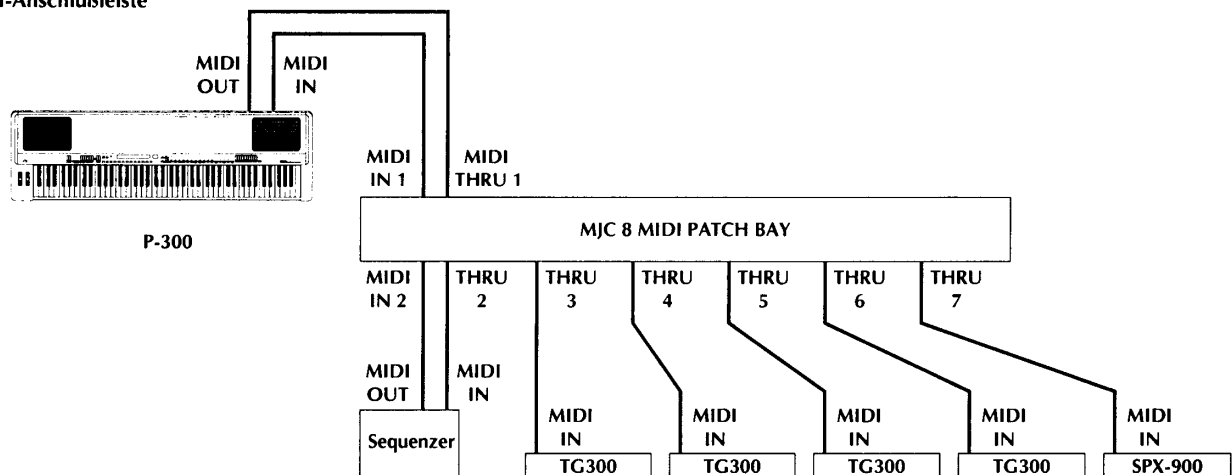 -Anschlußleiste
MIDI OUT
MIDI IN
P-300
MIDI IN 1
MIDI THRU 1
MJC 8 MIDI PATCH BAY
MIDI IN 2
THRU 2
THRU 3
THRU 4
THRU 5
THRU 6
THRU 7
MIDI OUT
MIDI IN
Sequenzer
MIDI IN
MIDI IN
MIDI IN
MIDI IN
MIDI IN
TG300
TG300
TG300
TG300
SPX-900